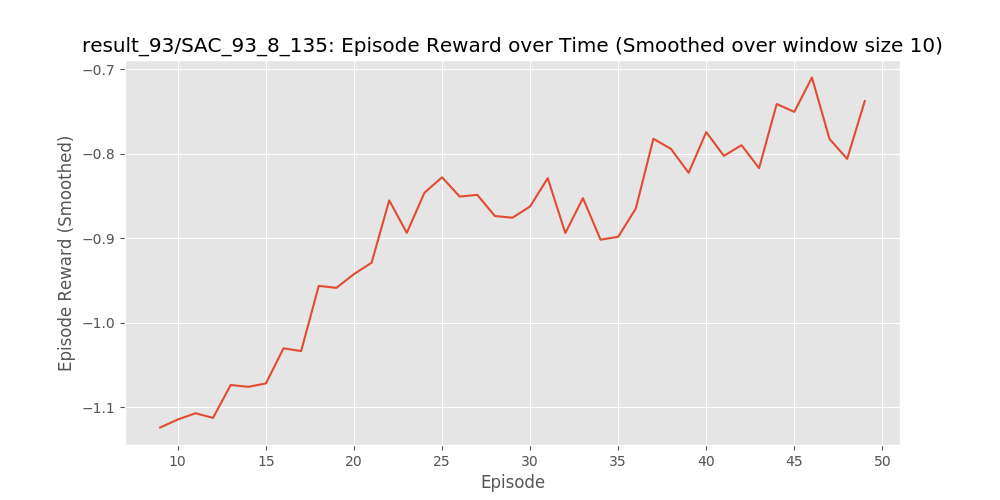 result_93/SAC_93_8_135: Episode Reward over Time (Smoothed over window size 10)
Episode Reward (Smoothed)
−0.7
−0.8
−0.9
−1.0
−1.1
10 15 20 25 30 35 40 45 50
Episode